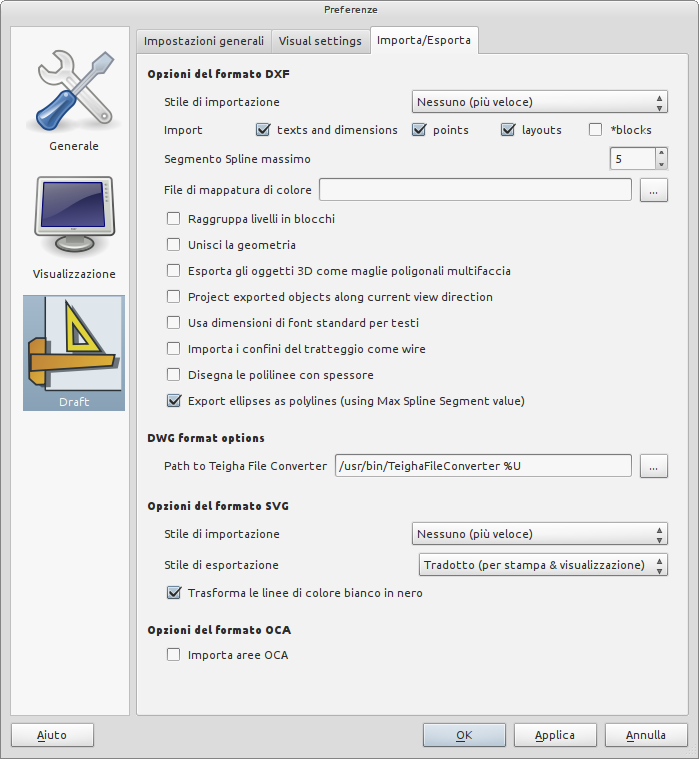 Preferenze
Generale
Visualizzazione
Draft
Impostazioni generali
Visual settings
Importa/Esporta
Opzioni del formato DXF
Stile di importazione
Nessuno (più veloce)
Import
texts and dimensions
points
layouts
*blocks
Segmento Spline massimo
5
File di mappatura di colore
...
Raggruppa livelli in blocchi
Unisci la geometria
Esporta gli oggetti 3D come maglie poligonali multifaccia
Project exported objects along current view direction
Usa dimensioni di font standard per testi
Importa i confini del tratteggio come wire
Disegna le polilinee con spessore
Export ellipses as polylines (using Max Spline Segment value)
DWG format options
Path to Teigha File Converter
/usr/bin/TeighaFileConverter %U
...
Opzioni del formato SVG
Stile di importazione
Nessuno (più veloce)
Stile di esportazione
Tradotto (per stampa & visualizzazione)
Trasforma le linee di colore bianco in nero
Opzioni del formato OCA
Importa aree OCA
Aiuto
OK
Applica
Annulla